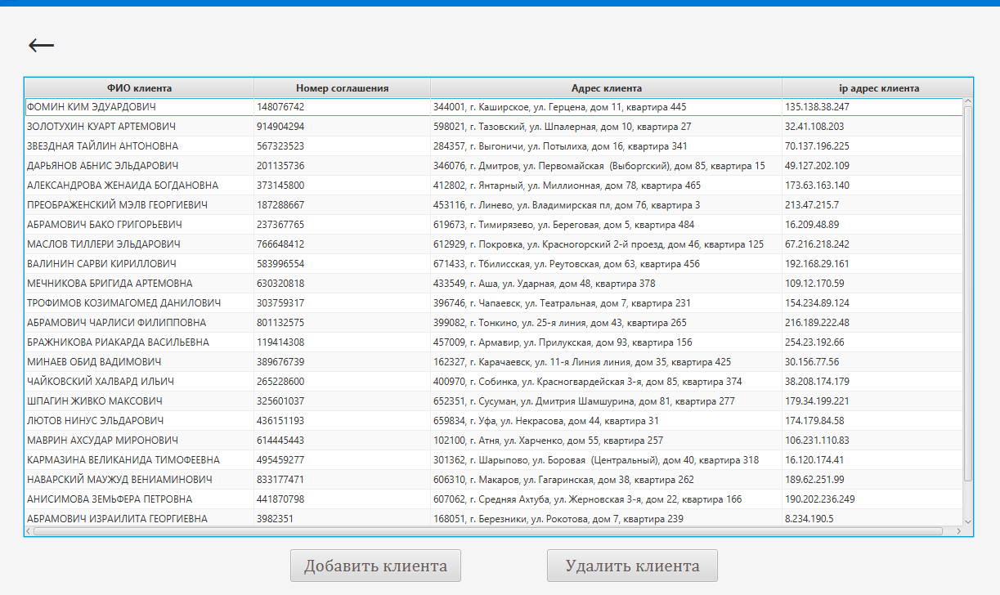 ФИО клиента Номер соглашения Адрес клиента ip адрес клиента
ФОМИН КИМ ЭДУАРДОВИЧ 148076742 344001, г. Каширское, ул. Герцена, дом 11, квартира 445 135.138.38.247
ЗОЛОТУХИН КУАРТ АРТЕМОВИЧ 914904294 598021, г. Тазовский, ул. Шпалерная, дом 10, квартира 27 32.41.108.203
ЗВЕЗДНАЯ ТАЙЛИН АНТОНОВНА 567323523 284357, г. Выгоничи, ул. Потылиха, дом 16, квартира 341 70.137.196.225
ДАРЬЯНОВ АБНИС ЭЛЬДАРОВИЧ 201135736 346076, г. Дмитров, ул. Первомайская (Выборгский), дом 85, квартира 15 49.127.202.109
АЛЕКСАНДРОВА ЖЕНАИДА БОГДАНОВНА 373145800 412802, г. Янтарный, ул. Миллионная, дом 78, квартира 465 173.63.163.140
ПРЕОБРАЖЕНСКИЙ МЭЛВ ГЕОРГИЕВИЧ 187288667 453116, г. Линево, ул. Владимирская пл, дом 76, квартира 3 213.47.215.7
АБРАМОВИЧ БАКО ГРИГОРЬЕВИЧ 237367765 619673, г. Тимирязево, ул. Береговая, дом 5, квартира 484 16.209.48.89
МАСЛОВ ТИЛЛЕРИ ЭЛЬДАРОВИЧ 766648412 612929, г. Покровка, ул. Красногорский 2-й проезд, дом 46, квартира 125 67.216.218.242
ВАЛИНИН САРВИ КИРИЛЛОВИЧ 583996554 671433, г. Тбилисская, ул. Реутовская, дом 63, квартира 456 192.168.29.161
МЕЧНИКОВА БРИГИДА АРТЕМОВНА 630320818 433549, г. Аша, ул. Ударная, дом 48, квартира 378 109.12.170.59
ТРОФИМОВ КОЗИМАГОМЕД ДАНИЛОВИЧ 303759317 396746, г. Чапаевск, ул. Театральная, дом 7, квартира 231 154.234.89.124
АБРАМОВИЧ ЧАРЛИСИ ФИЛИППОВНА 801132575 399082, г. Тонкино, ул. 25-я линия, дом 43, квартира 265 216.189.222.48
БРАЖНИКОВА РИАКАРДА ВАСИЛЬЕВНА 119414308 457009, г. Армавир, ул. Прилукская, дом 93, квартира 156 254.23.192.66
МИНАЕВ ОБИД ВАДИМОВИЧ 389676739 162327, г. Карачаевск, ул. 11-я Линия линия, дом 35, квартира 425 30.156.77.56
ЧАЙКОВСКИЙ ХАЛВАРД ИЛЬИЧ 265228600 400970, г. Собинка, ул. Красногвардейская 3-я, дом 85, квартира 374 38.208.174.179
ШПАГИН ЖИВКО МАКСОВИЧ 325601037 652351, г. Сусуман, ул. Дмитрия Шамшурина, дом 81, квартира 277 179.34.199.221
ЛЮТОВ НИНУС ЭЛЬДАРОВИЧ 436151193 659834, г. Уфа, ул. Некрасова, дом 44, квартира 31 174.179.84.58
МАВРИН АХСУДАР МИРОНОВИЧ 614445443 102100, г. Атня, ул. Харченко, дом 55, квартира 257 106.231.110.83
КАРМАЗИНА ВЕЛИКАНИДА ТИМОФЕЕВНА 495459277 301362, г. Шарыпово, ул. Боровая (Центральный), дом 40, квартира 318 16.120.174.41
НАВАРСКИЙ МАУЖУД ВЕНИАМИНОВИЧ 833177471 606310, г. Макаров, ул. Гагаринская, дом 38, квартира 262 189.62.251.99
АНИСИМОВА ЗЕМЬФЕРА ПЕТРОВНА 441870798 607062, г. Средняя Ахтуба, ул. Жерновская 3-я, дом 22, квартира 166 190.202.236.249
АБРАМОВИЧ ИЗРАИЛИТА ГЕОРГИЕВНА 3982351 168051, г. Березники, ул. Рокотова, дом 7, квартира 239 8.234.190.5
Добавить клиента Удалить клиента